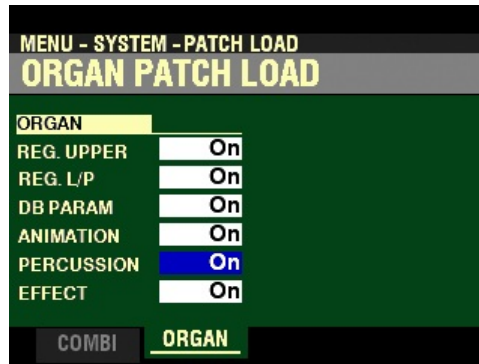 MENU - SYSTEM - PATCH LOAD
ORGAN PATCH LOAD
ORGAN
REG. UPPER On
REG. L/P On
DB PARAM On
ANIMATION On
PERCUSSION On
EFFECT On
COMBI ORGAN